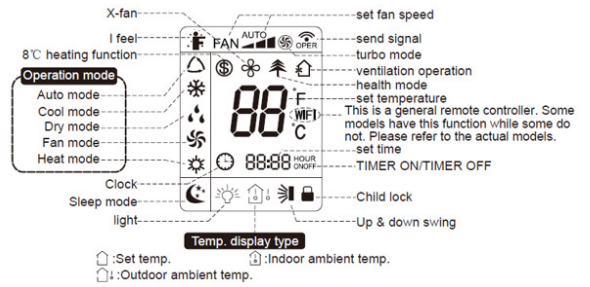 X-fan
set fan speed
I feel
FAN
AUTO
OPER
send signal
8℃ heating function
turbo mode
Operation mode
ventilation operation
health mode
Auto mode
set temperature
°F
Cool mode
88
WIFI
This is a general remote controller. Some
models have this function while some do
not. Please refer to the actual models.
Dry mode
°C
Fan mode
set time
Heat mode
88:88
HOUR
ONOFF
TIMER ON/TIMER OFF
Clock
Sleep mode
Child lock
light
Up & down swing
Temp. display type
:Set temp.
:Indoor ambient temp.
:Outdoor ambient temp.